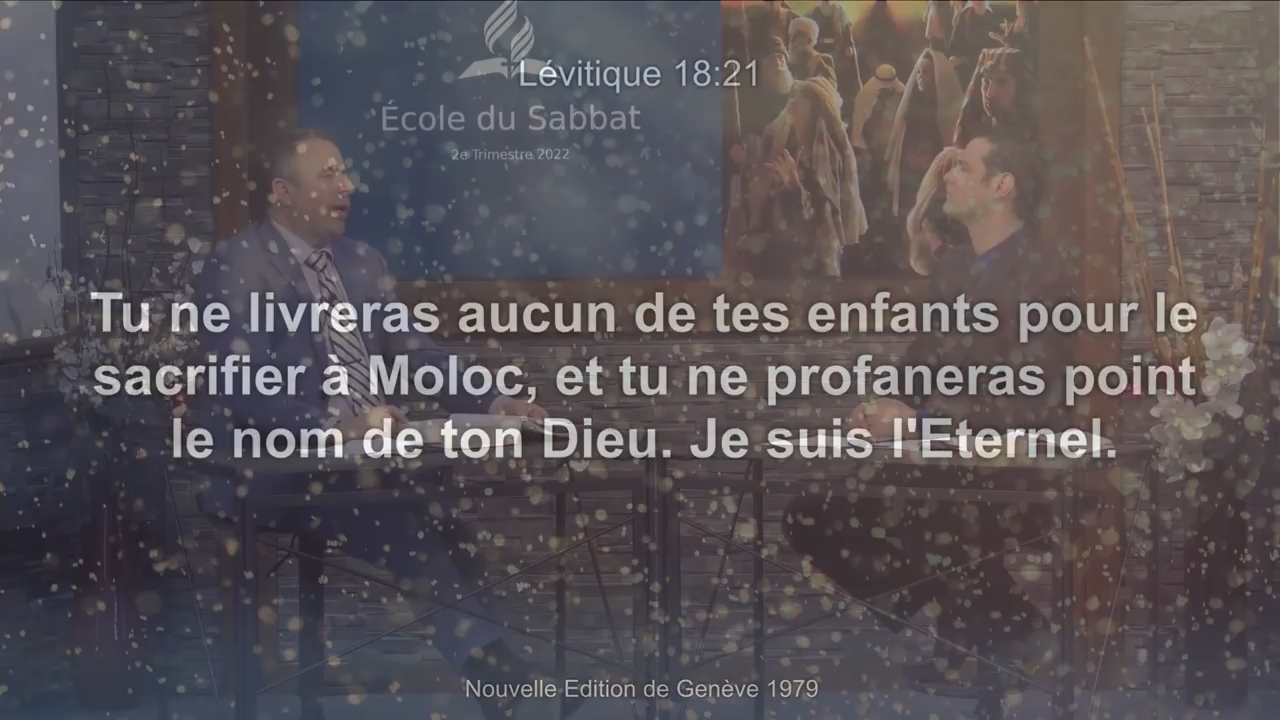 Lévitique 18:21
École du Sabbat
2e Trimestre 2022
Tu ne livreras aucun de tes enfants pour le
sacrifier à Moloc, et tu ne profaneras point
le nom de ton Dieu. Je suis l'Eternel.
Nouvelle Edition de Genève 1979